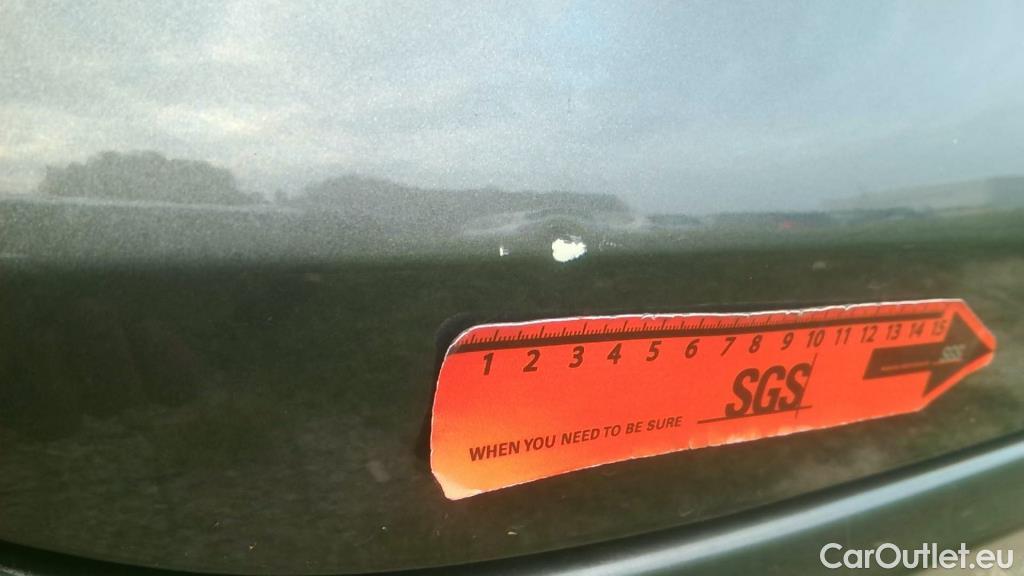 1 2 3 4 5 6 7 8 9 10 11 12 13 14 15
SGS
SGS
WHEN YOU NEED TO BE SURE
CarOutlet.eu